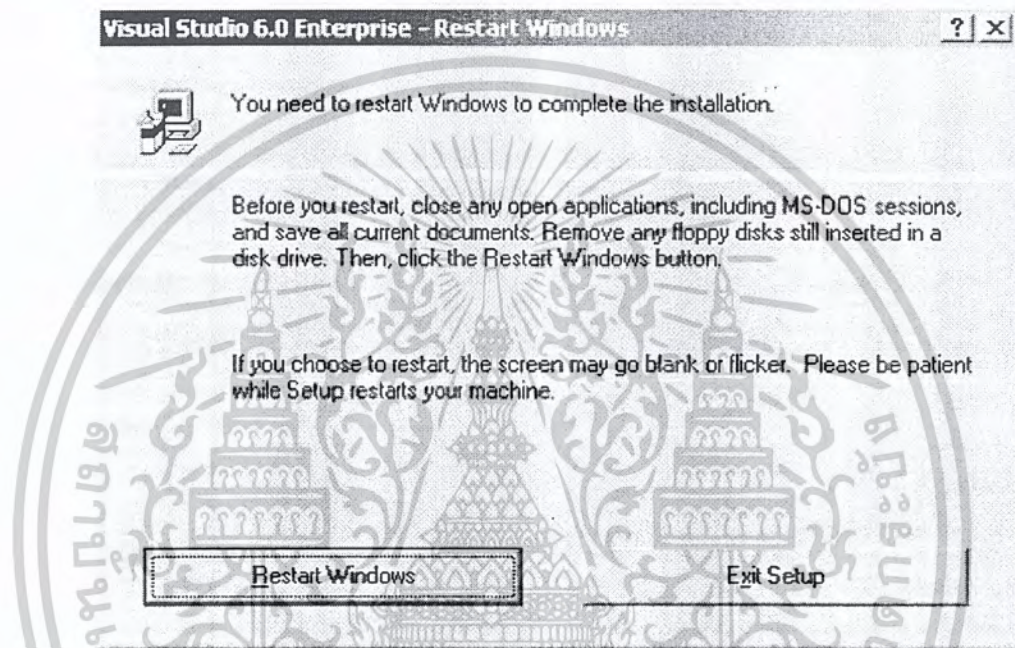 Visual Studio 6.0 Enterprise - Restart Windows
You need to restart Windows to complete the installation.
Before you restart, close any open applications, including MS-DOS sessions,
and save all current documents. Remove any floppy disks still inserted in a
disk drive. Then, click the Restart Windows button.
If you choose to restart, the screen may go blank or flicker. Please be patient
while Setup restarts your machine.
Restart Windows
Exit Setup